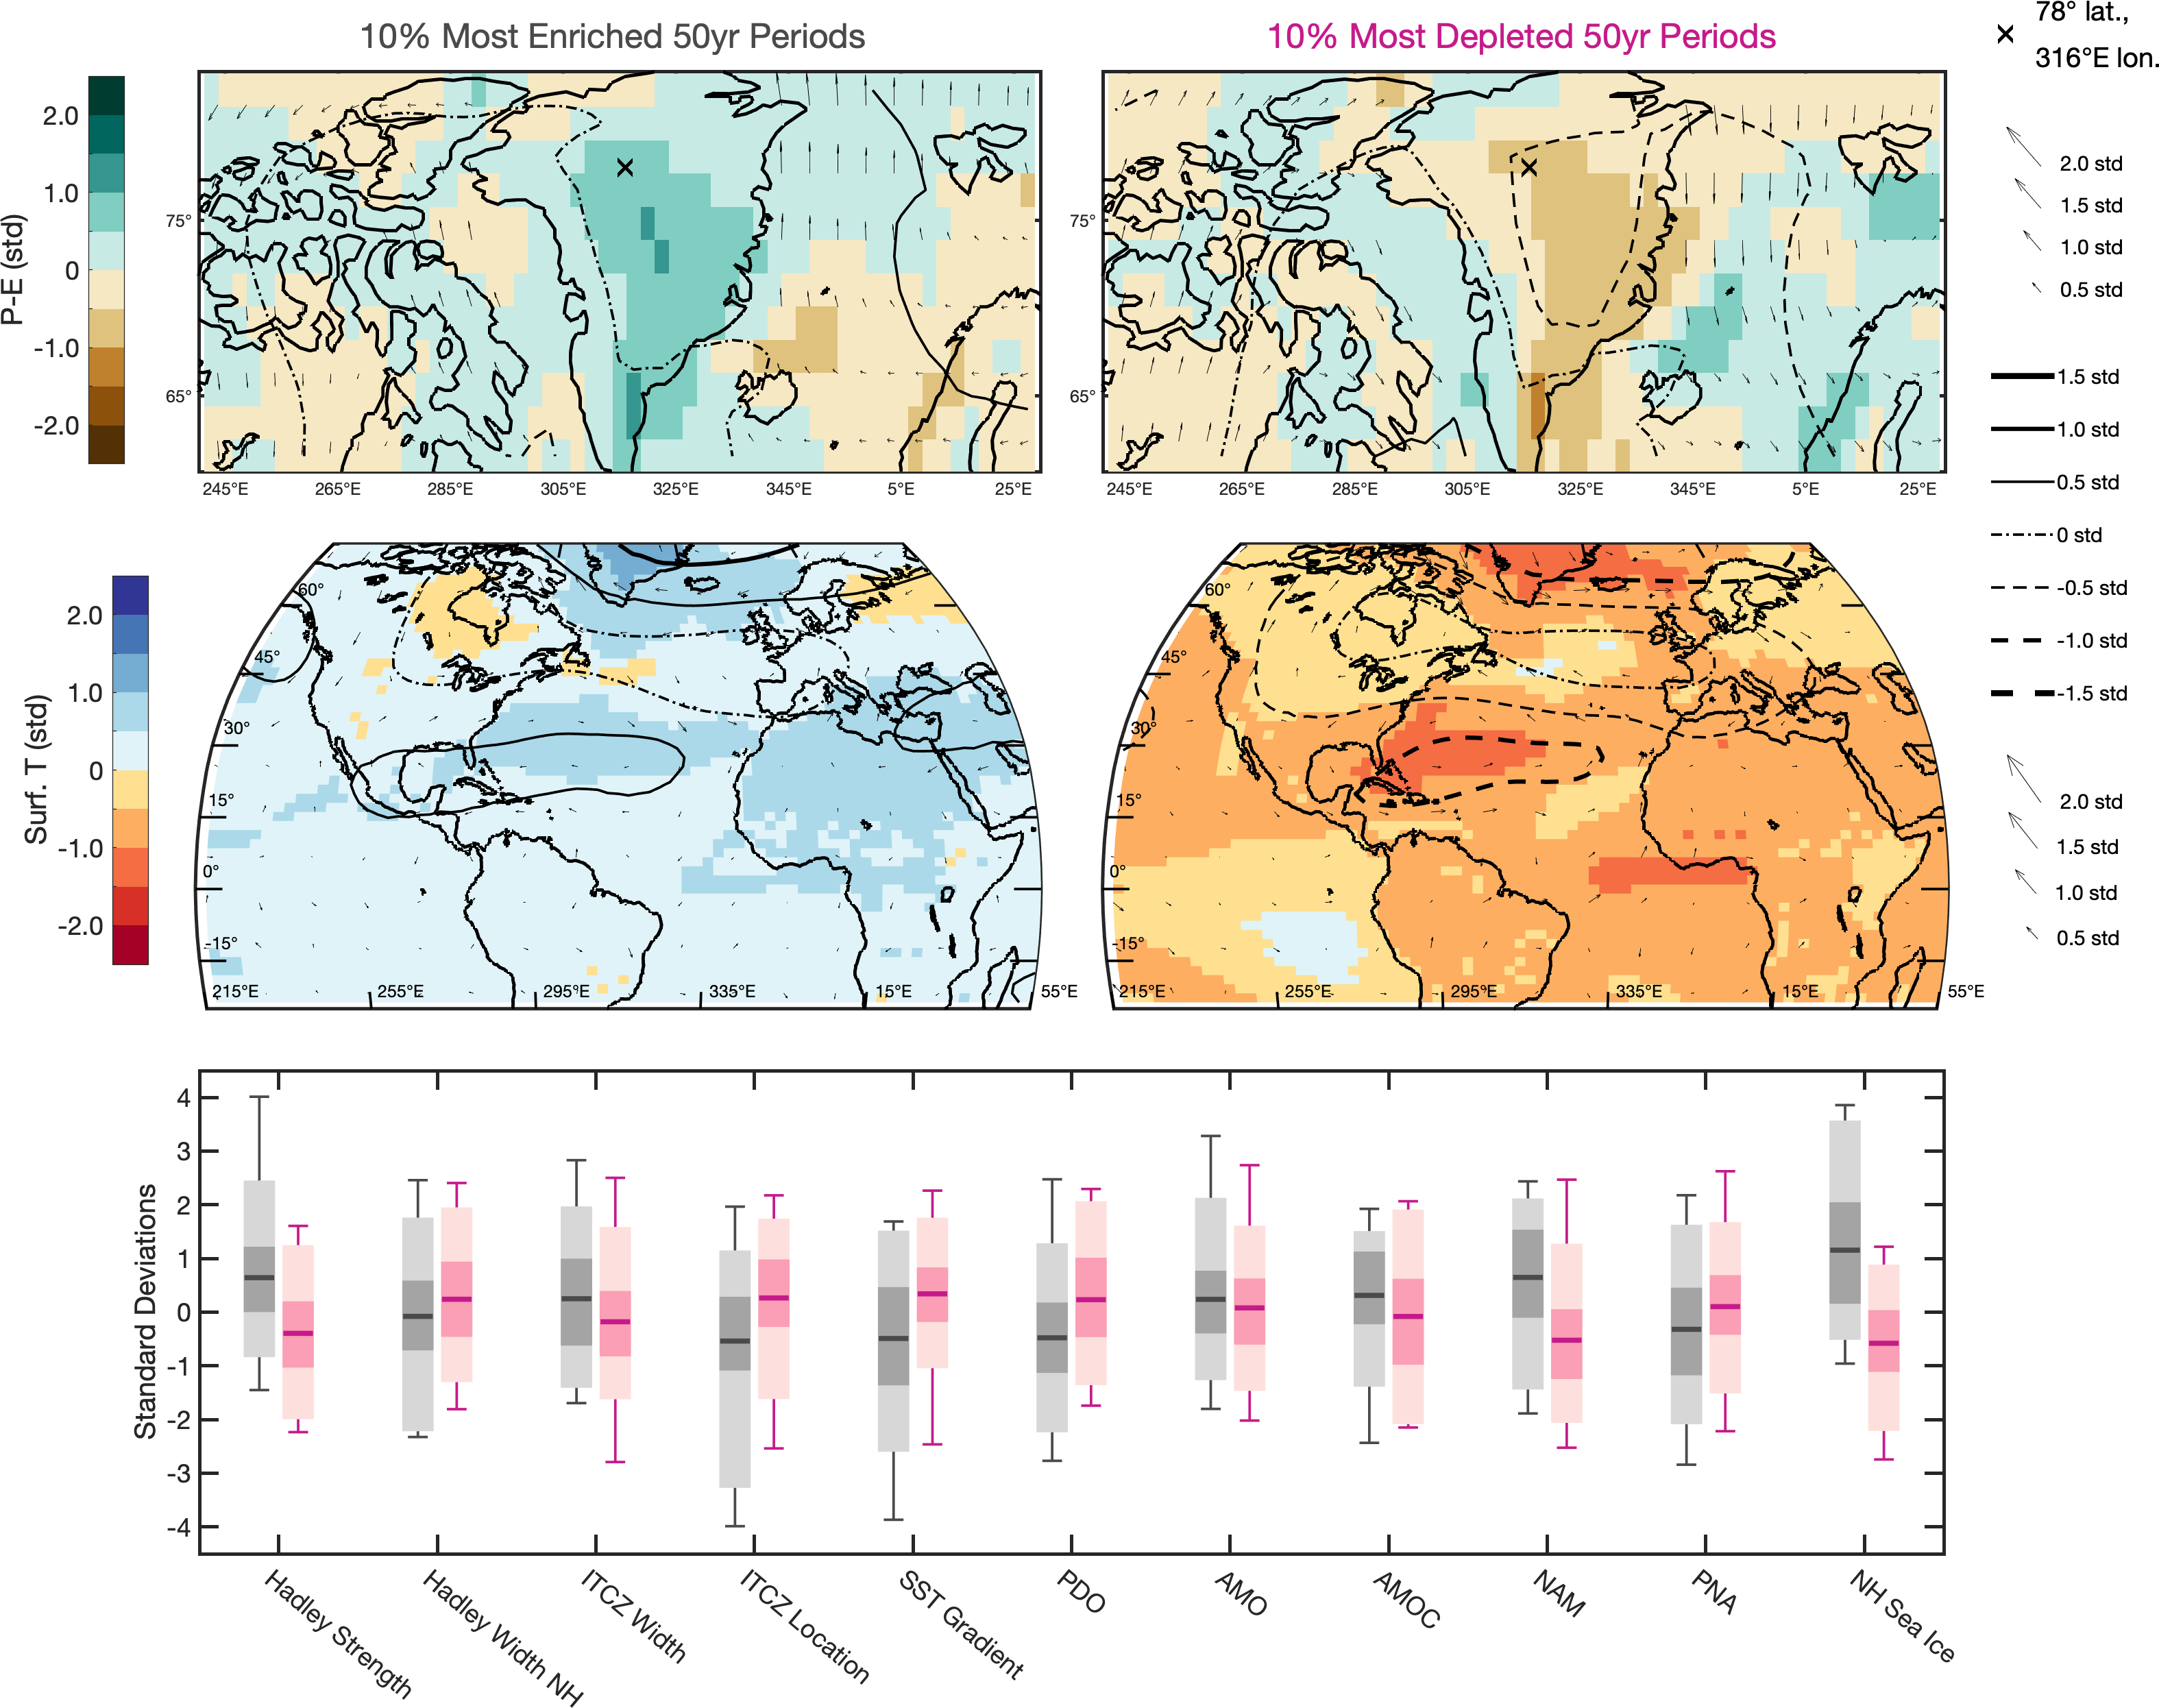 10% Most Enriched 50yr Periods
10% Most Depleted 50yr Periods
78° lat.,
316°E lon.
P-E (std)
2.0
1.0
0
-1.0
-2.0
75°
65°
245°E 265°E 285°E 305°E 325°E 345°E 5°E 25°E
75°
65°
245°E 265°E 285°E 305°E 325°E 345°E 5°E 25°E
2.0 std
1.5 std
1.0 std
0.5 std
1.5 std
1.0 std
0.5 std
0 std
-0.5 std
-1.0 std
-1.5 std
2.0 std
1.5 std
1.0 std
0.5 std
Surf. T (std)
2.0
1.0
0
-1.0
-2.0
60°
45°
30°
15°
0°
-15°
215°E 255°E 295°E 335°E 15°E 55°E
60°
45°
30°
15°
0°
-15°
215°E 255°E 295°E 335°E 15°E 55°E
Standard Deviations
4
3
2
1
0
-1
-2
-3
-4
Hadley Strength
Hadley Width NH
ITCZ Width
ITCZ Location
SST Gradient
PDO
AMO
AMOC
NAM
PNA
NH Sea Ice